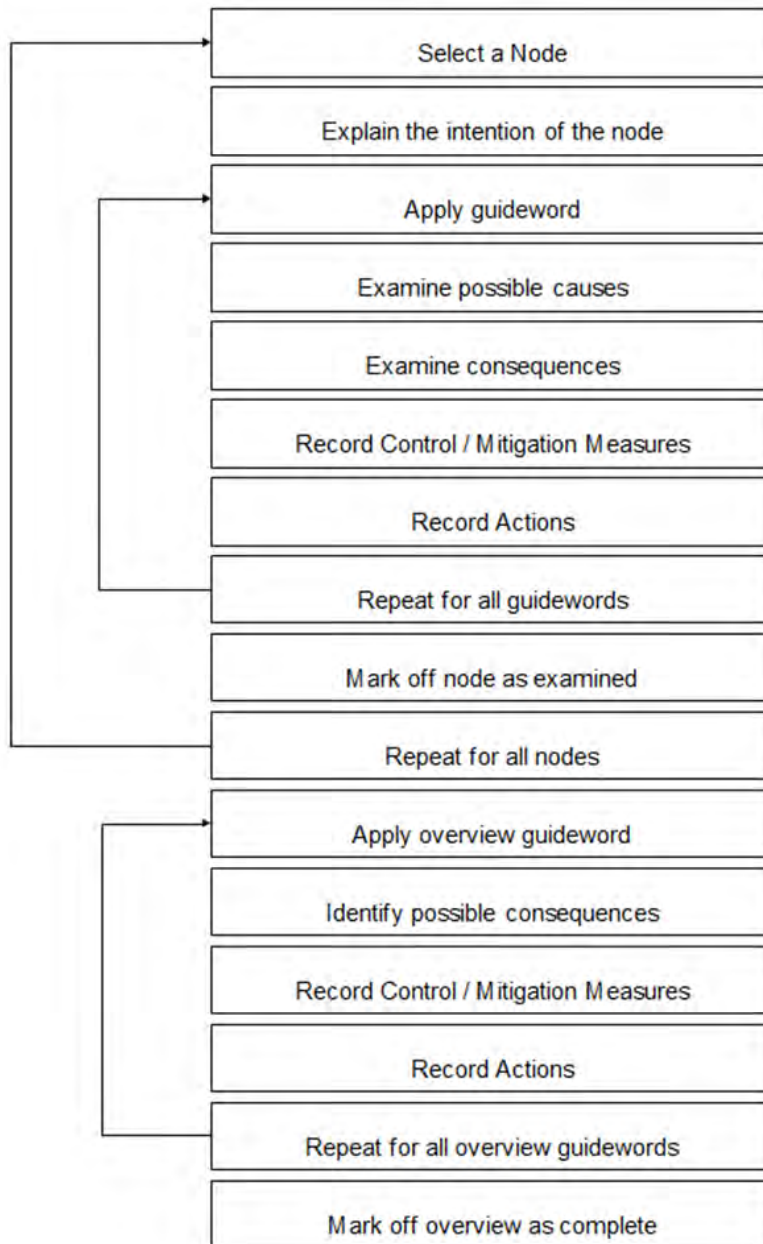 Select a Node
Explain the intention of the node
Apply guideword
Examine possible causes
Examine consequences
Record Control / Mitigation Measures
Record Actions
Repeat for all guidewords
Mark off node as examined
Repeat for all nodes
Apply overview guideword
Identify possible consequences
Record Control / Mitigation Measures
Record Actions
Repeat for all overview guidewords
Mark off overview as complete